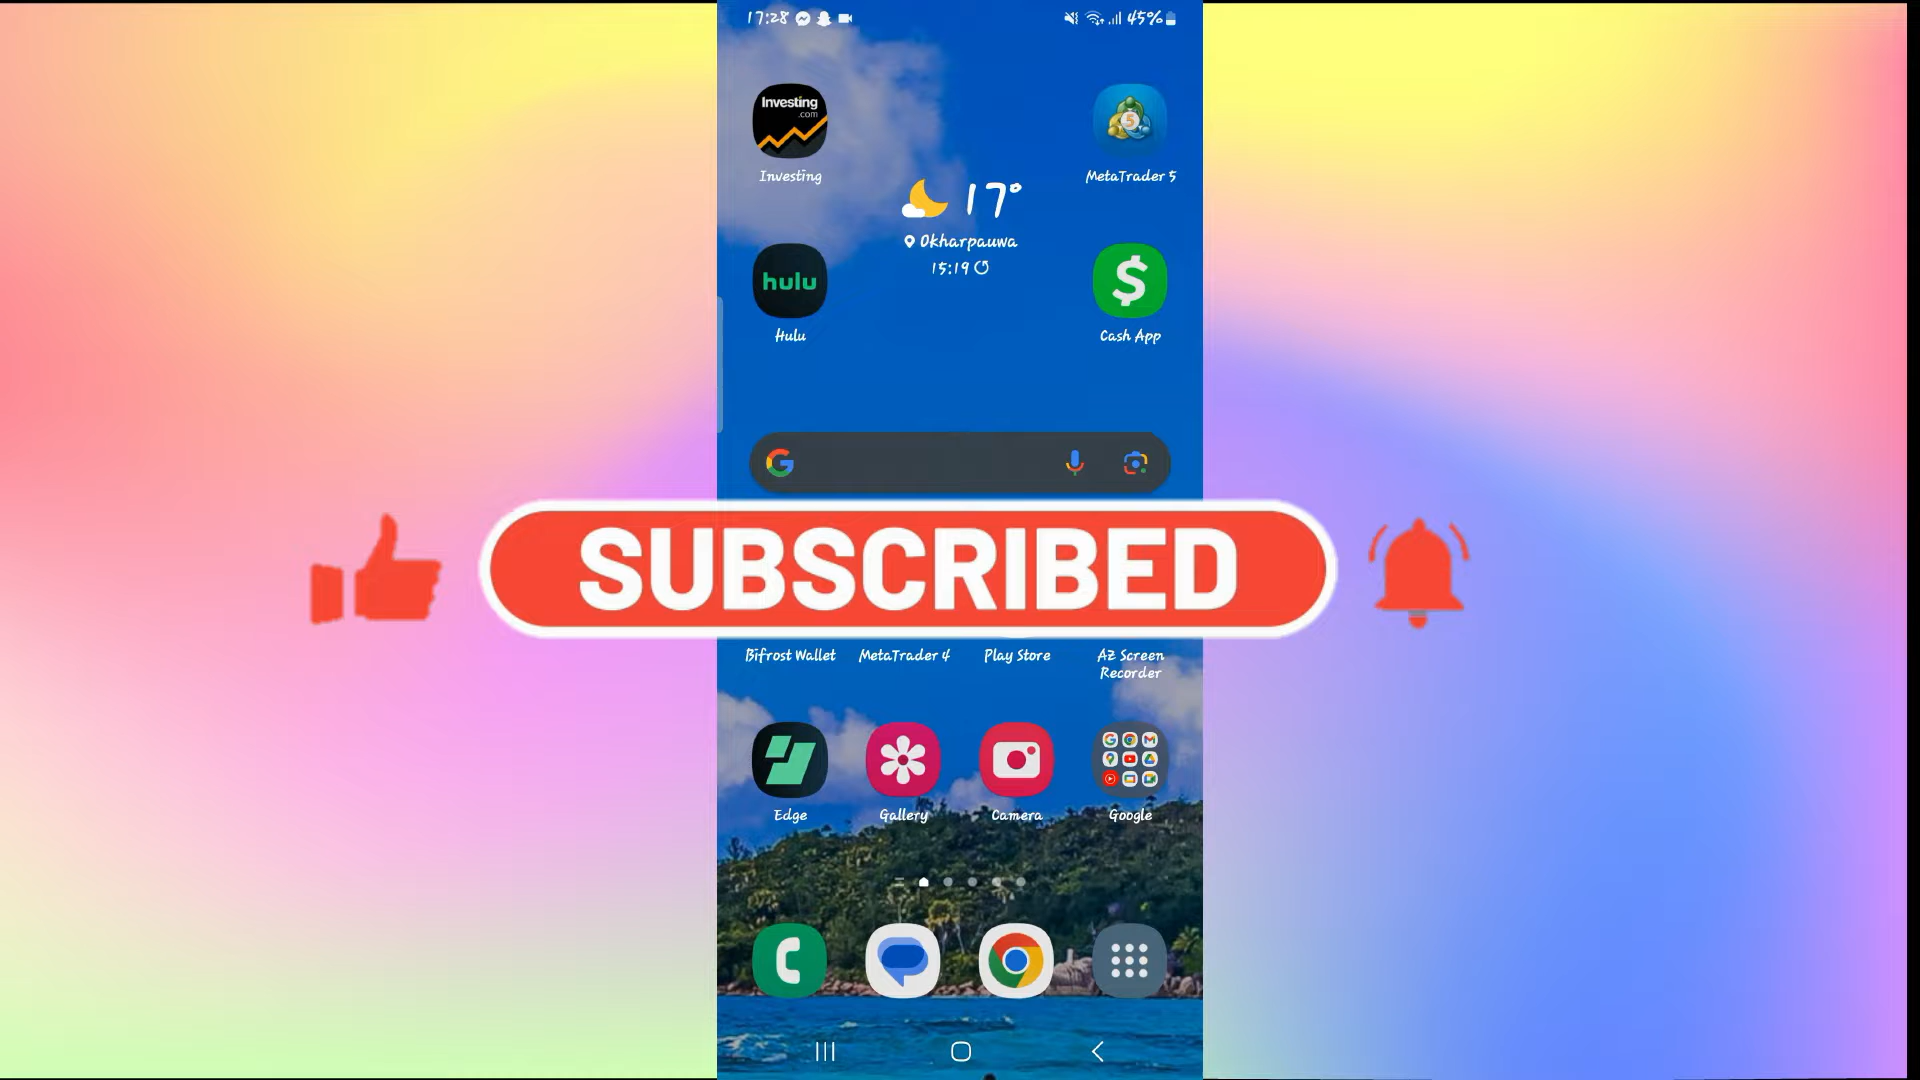 17:28
45%
Investing
.com
Investing
MetaTrader 5
5
17°
Okharpauwa
15:19
hulu
Hulu
$
Cash App
SUBSCRIBED
Bifrost Wallet
MetaTrader 4
Play Store
AZ Screen
Recorder
Edge
Gallery
Camera
Google